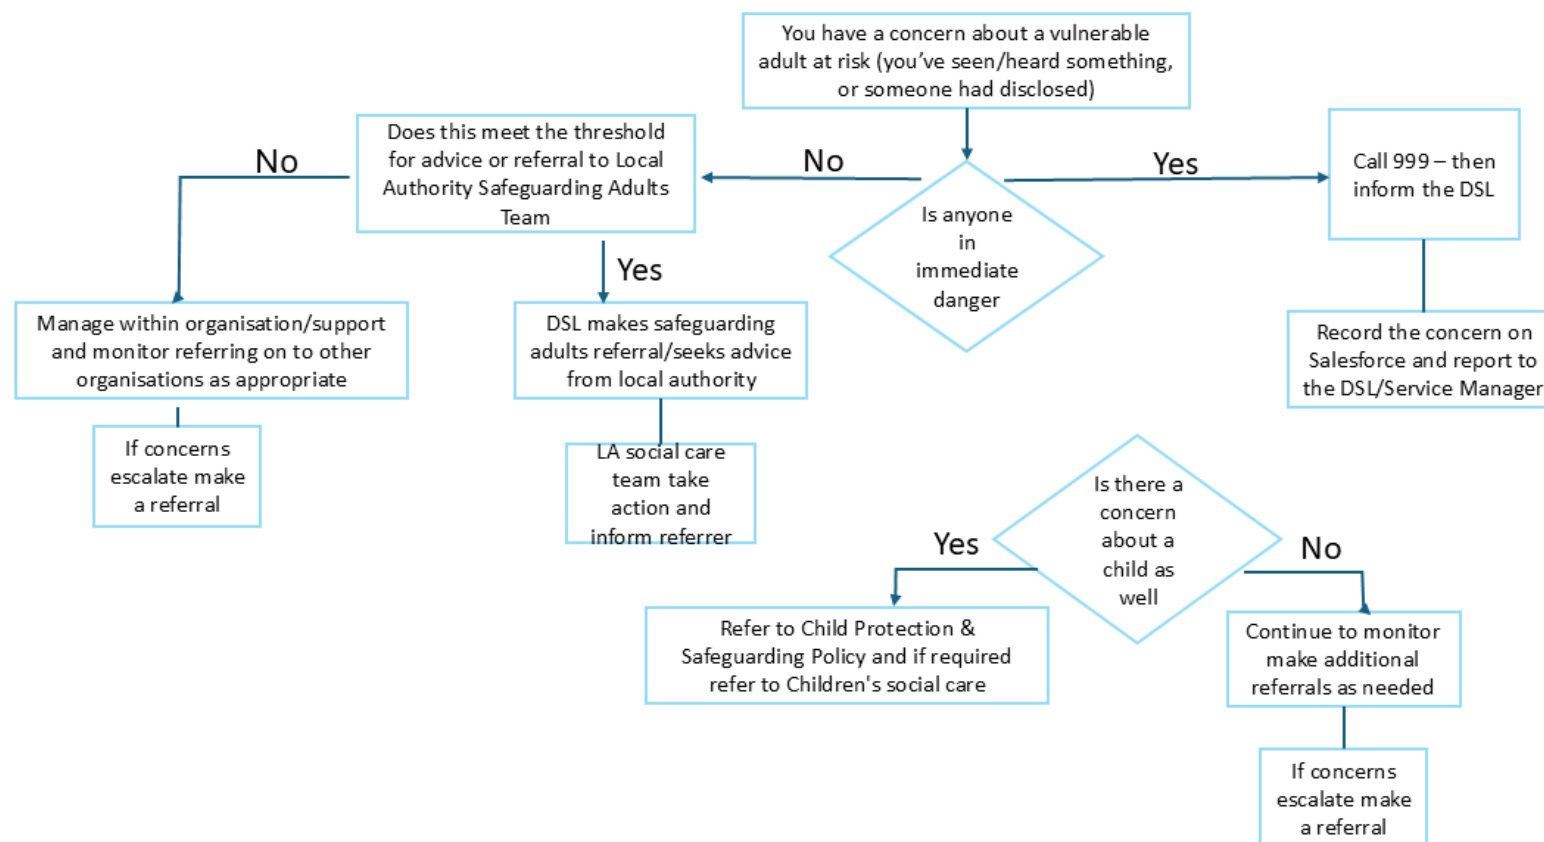 You have a concern about a vulnerable
adult at risk (you’ve seen/heard something,
or someone had disclosed)
Does this meet the threshold
for advice or referral to Local
Authority Safeguarding Adults
Team
No
No
Yes
Call 999 – then
inform the DSL
Is anyone
in
immediate
danger
Yes
Manage within organisation/support
and monitor referring on to other
organisations as appropriate
DSL makes safeguarding
adults referral/seeks advice
from local authority
Record the concern on
Salesforce and report to
the DSL/Service Manager
If concerns
escalate make
a referral
LA social care
team take
action and
inform referrer
Is there a
concern
about a
child as
well
Yes
No
Refer to Child Protection &
Safeguarding Policy and if required
refer to Children's social care
Continue to monitor
make additional
referrals as needed
If concerns
escalate make
a referral